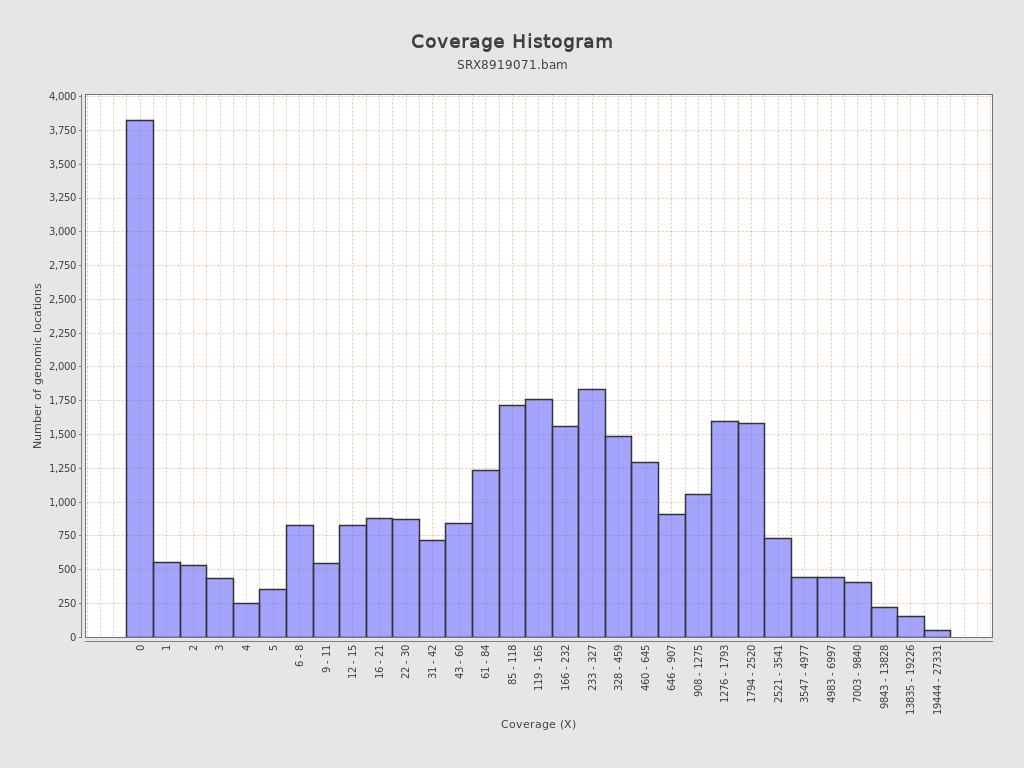 Coverage Histogram
SRX8919071.bam
4,000
3,750
3,500
3,250
3,000
2,750
2,500
2,250
2,000
1,750
1,500
1,250
1,000
750
500
250
0
Number of genomic locations
0
1
2
3
4
5
6 - 8
9 - 11
12 - 15
16 - 21
22 - 30
31 - 42
43 - 60
61 - 84
85 - 118
119 - 165
166 - 232
233 - 327
328 - 459
460 - 645
646 - 907
908 - 1275
1276 - 1793
1794 - 2520
2521 - 3541
3547 - 4977
4983 - 6997
7003 - 9840
9843 - 13828
13835 - 19226
19444 - 27331
Coverage (X)